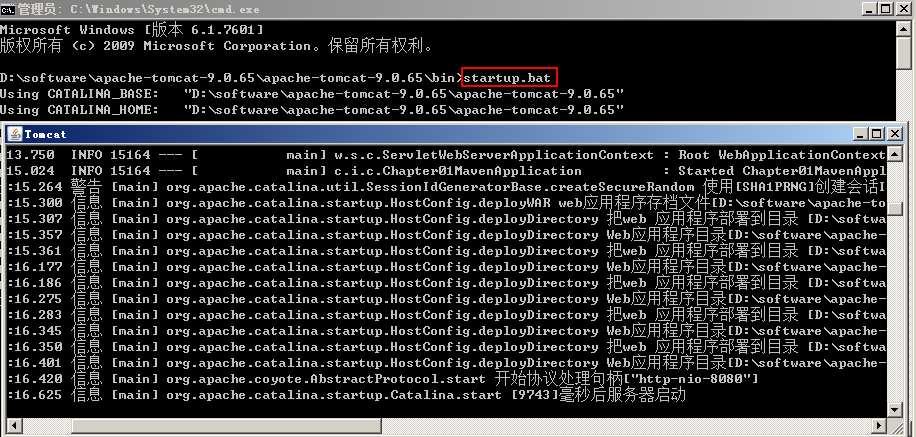 管理员: C:\Windows\System32\cmd.exe
Microsoft Windows [版本 6.1.7601]
版权所有 (c) 2009 Microsoft Corporation。保留所有权利。
D:\software\apache-tomcat-9.0.65\apache-tomcat-9.0.65\bin>startup.bat
Using CATALINA_BASE:   "D:\software\apache-tomcat-9.0.65\apache-tomcat-9.0.65"
Using CATALINA_HOME:   "D:\software\apache-tomcat-9.0.65\apache-tomcat-9.0.65"
Tomcat
13.750  INFO 15164 --- [           main] w.s.c.ServletWebServerApplicationContext : Root WebApplicationContext
15.024  INFO 15164 --- [           main] c.i.c.Chapter01MavenApplication          : Started Chapter01MavenAppl
:15.264 警告 [main] org.apache.catalina.util.SessionIdGeneratorBase.createSecureRandom 使用[SHA1PRNG]创建会话I
:15.300 信息 [main] org.apache.catalina.startup.HostConfig.deployWAR web应用程序存档文件[D:\software\apache-to
:15.307 信息 [main] org.apache.catalina.startup.HostConfig.deployDirectory 把web 应用程序部署到目录 [D:\softwa
:15.357 信息 [main] org.apache.catalina.startup.HostConfig.deployDirectory Web应用程序目录[D:\software\apache-
:15.361 信息 [main] org.apache.catalina.startup.HostConfig.deployDirectory 把web 应用程序部署到目录 [D:\softwa
:16.177 信息 [main] org.apache.catalina.startup.HostConfig.deployDirectory Web应用程序目录[D:\software\apache-
:16.186 信息 [main] org.apache.catalina.startup.HostConfig.deployDirectory 把web 应用程序部署到目录 [D:\softwa
:16.275 信息 [main] org.apache.catalina.startup.HostConfig.deployDirectory Web应用程序目录[D:\software\apache-
:16.283 信息 [main] org.apache.catalina.startup.HostConfig.deployDirectory 把web 应用程序部署到目录 [D:\softwa
:16.345 信息 [main] org.apache.catalina.startup.HostConfig.deployDirectory Web应用程序目录[D:\software\apache-
:16.350 信息 [main] org.apache.catalina.startup.HostConfig.deployDirectory 把web 应用程序部署到目录 [D:\softwa
:16.401 信息 [main] org.apache.catalina.startup.HostConfig.deployDirectory Web应用程序目录[D:\software\apache-
:16.420 信息 [main] org.apache.coyote.AbstractProtocol.start 开始协议处理句柄["http-nio-8080"]
:16.625 信息 [main] org.apache.catalina.startup.Catalina.start [9743]毫秒后服务器启动